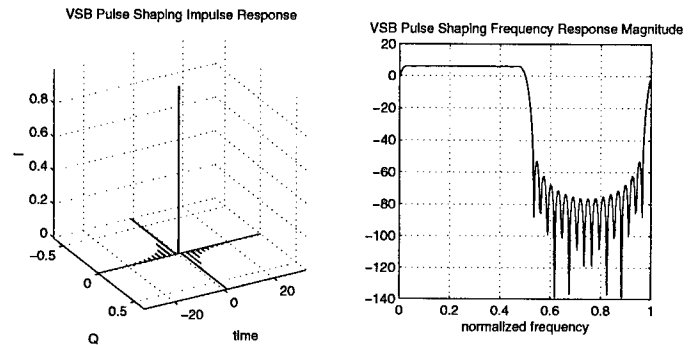 VSB Pulse Shaping Impulse Response
I
0.8
0.6
0.4
0.2
0
-0.5
0
0.5
Q
-20
0
20
time
VSB Pulse Shaping Frequency Response Magnitude
20
0
-20
-40
-60
-80
-100
-120
-140
0 0.2 0.4 0.6 0.8 1
normalized frequency